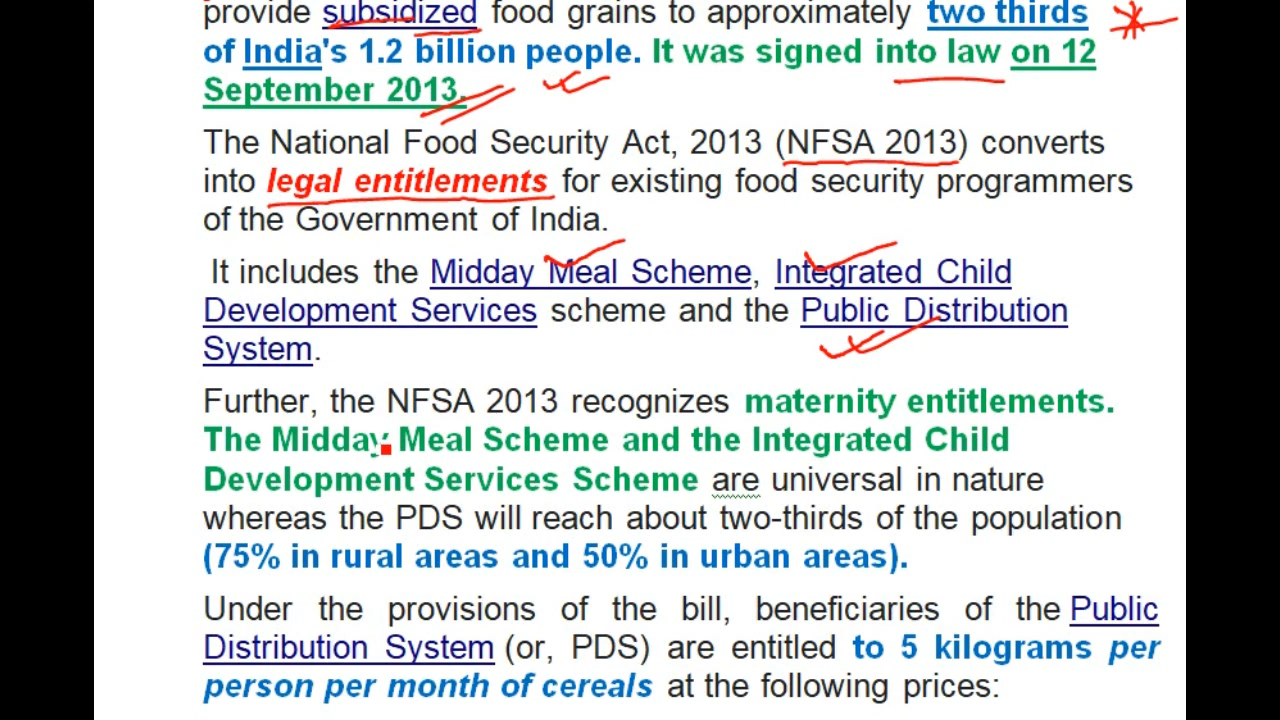 provide subsidized food grains to approximately two thirds
of India's 1.2 billion people. It was signed into law on 12
September 2013.
The National Food Security Act, 2013 (NFSA 2013) converts
into legal entitlements for existing food security programmers
of the Government of India.
It includes the Midday Meal Scheme, Integrated Child
Development Services scheme and the Public Distribution
System.
Further, the NFSA 2013 recognizes maternity entitlements.
The Midday Meal Scheme and the Integrated Child
Development Services Scheme are universal in nature
whereas the PDS will reach about two-thirds of the population
(75% in rural areas and 50% in urban areas).
Under the provisions of the bill, beneficiaries of the Public
Distribution System (or, PDS) are entitled to 5 kilograms per
person per month of cereals at the following prices: